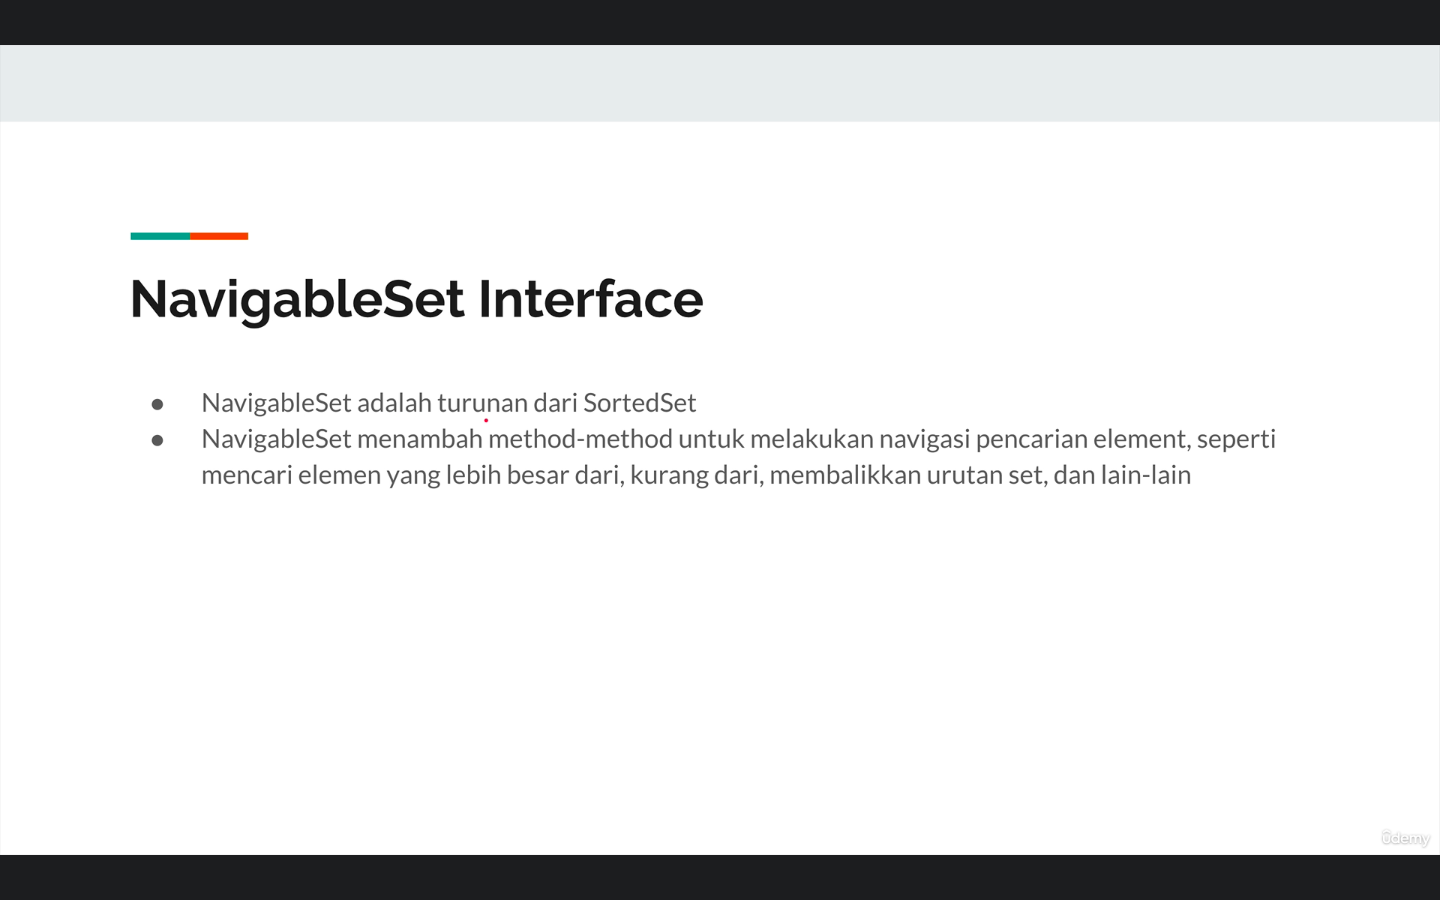 NavigableSet Interface
● NavigableSet adalah turunan dari SortedSet
● NavigableSet menambah method-method untuk melakukan navigasi pencarian element, seperti
mencari elemen yang lebih besar dari, kurang dari, membalikkan urutan set, dan lain-lain
ûdemy